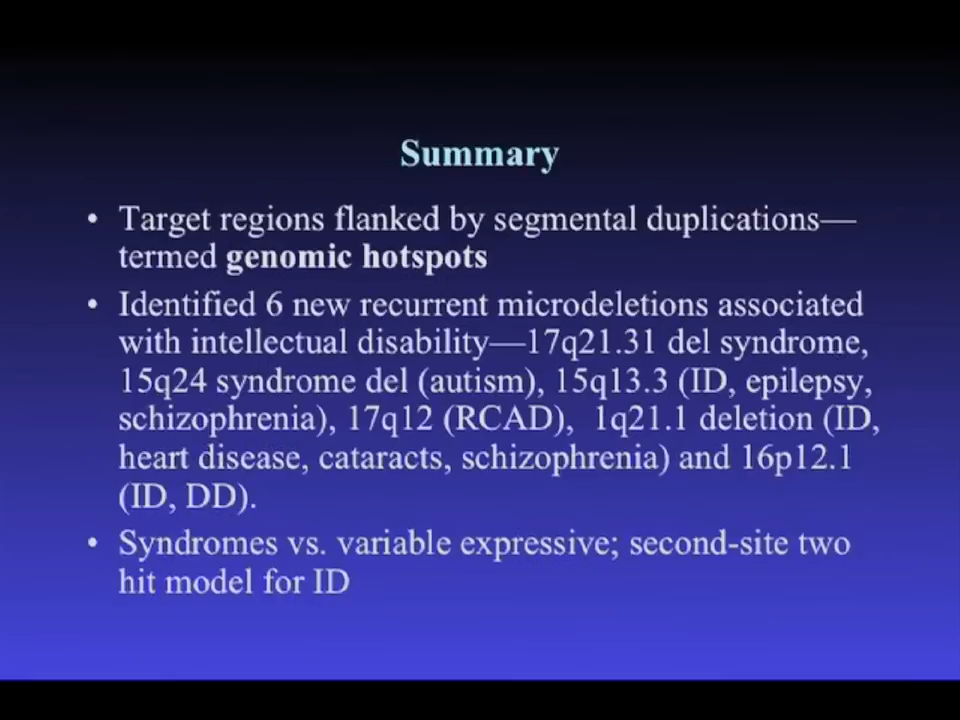 Summary
• Target regions flanked by segmental duplications—
termed genomic hotspots
• Identified 6 new recurrent microdeletions associated
with intellectual disability—17q21.31 del syndrome,
15q24 syndrome del (autism), 15q13.3 (ID, epilepsy,
schizophrenia), 17q12 (RCAD), 1q21.1 deletion (ID,
heart disease, cataracts, schizophrenia) and 16p12.1
(ID, DD).
• Syndromes vs. variable expressive; second-site two
hit model for ID